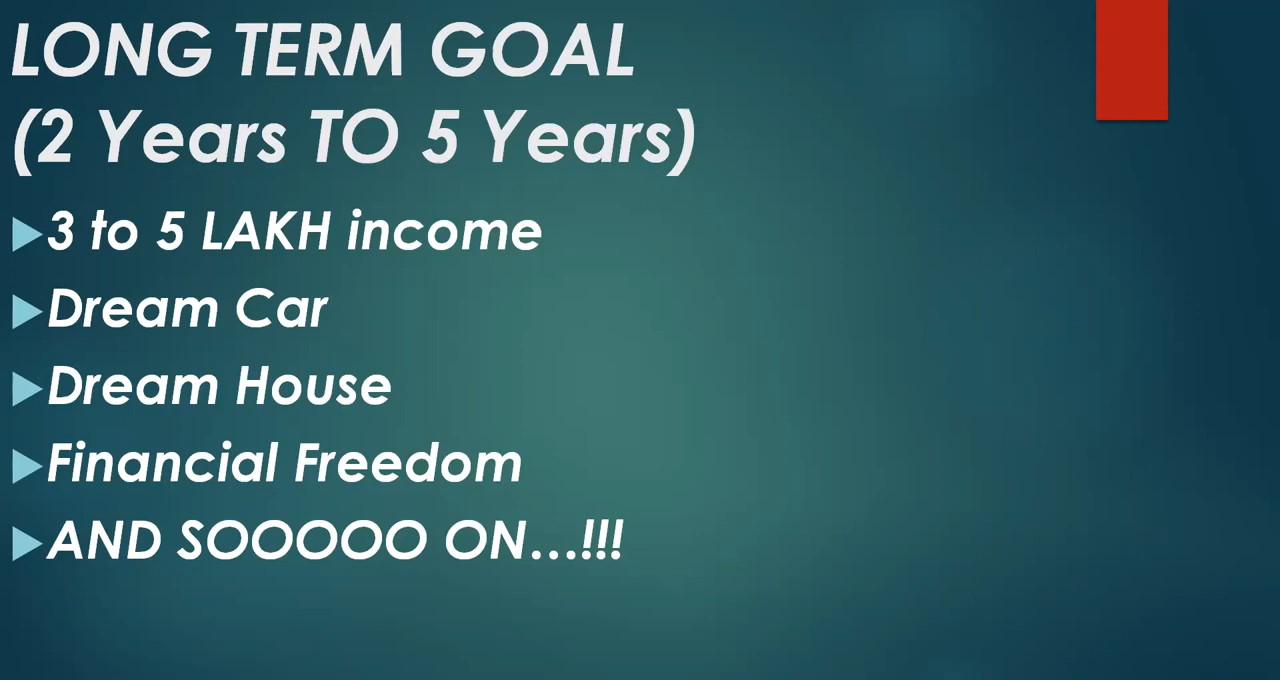 LONG TERM GOAL
(2 Years TO 5 Years)
3 to 5 LAKH income
Dream Car
Dream House
Financial Freedom
AND SOOOOO ON...!!!